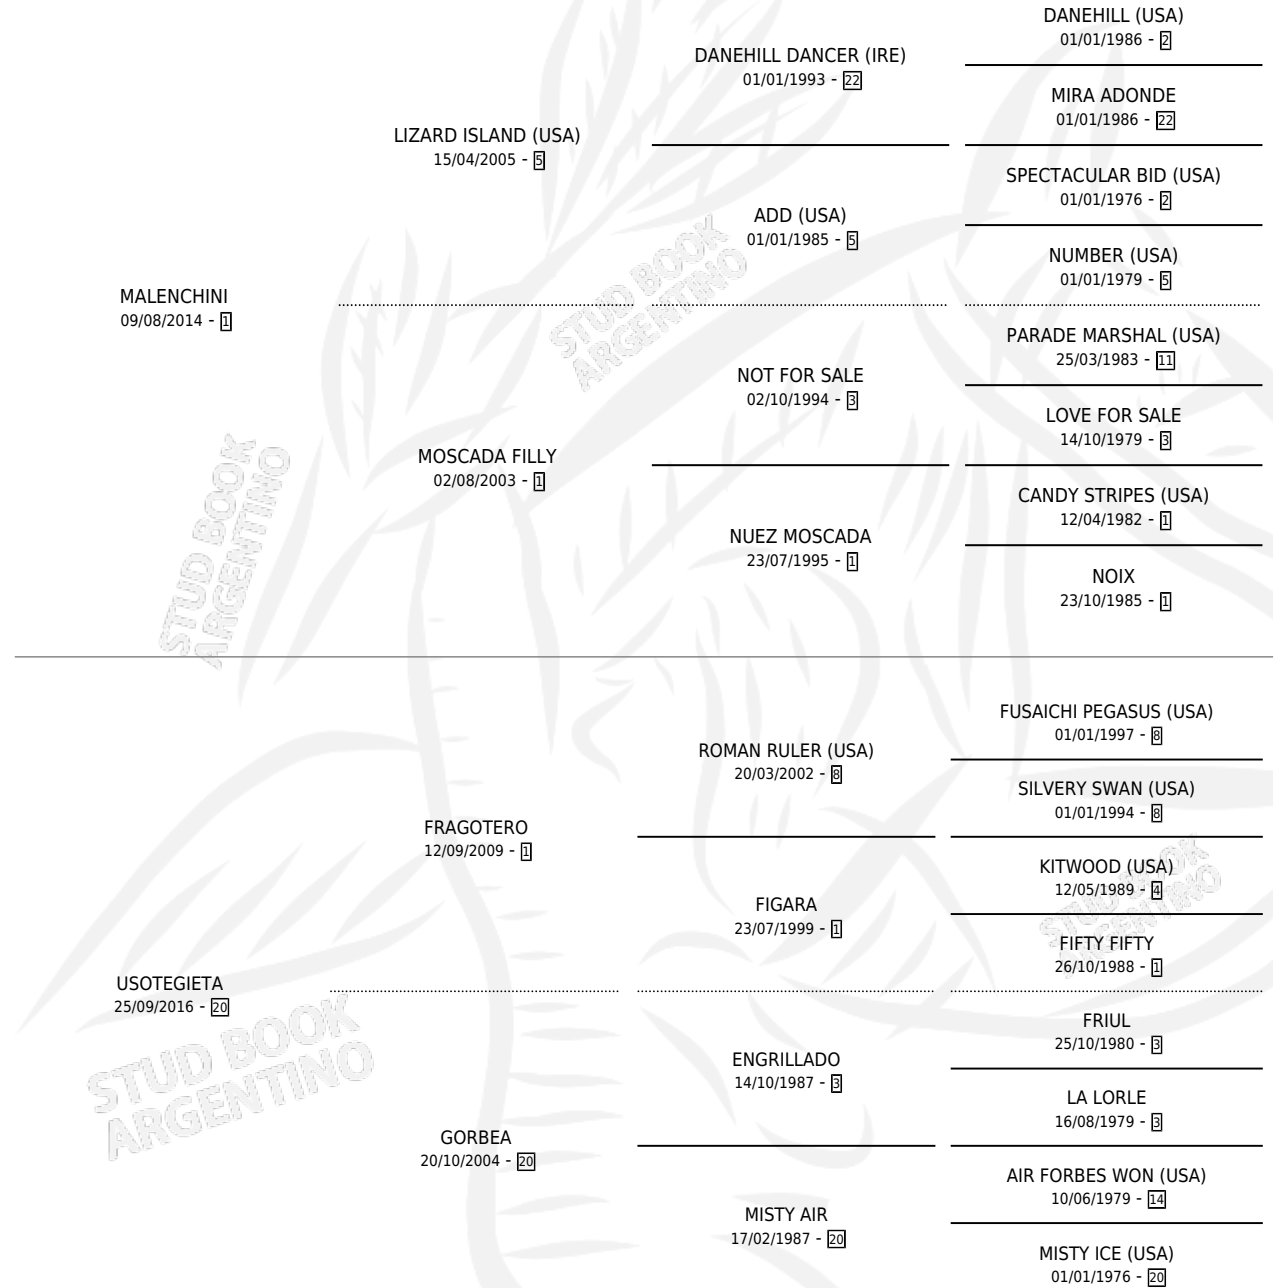 DANEHILL (USA)
01/01/1986 - 2
DANEHILL DANCER (IRE)
01/01/1993 - 22
MIRA ADONDE
01/01/1986 - 22
LIZARD ISLAND (USA)
15/04/2005 - 5
SPECTACULAR BID (USA)
01/01/1976 - 2
ADD (USA)
01/01/1985 - 5
NUMBER (USA)
01/01/1979 - 5
MALENCHINI
09/08/2014 - 1
PARADE MARSHAL (USA)
25/03/1983 - 11
NOT FOR SALE
02/10/1994 - 3
LOVE FOR SALE
14/10/1979 - 3
MOSCADA FILLY
02/08/2003 - 1
CANDY STRIPES (USA)
12/04/1982 - 1
NUEZ MOSCADA
23/07/1995 - 1
NOIX
23/10/1985 - 1
STUD BOOK
ARGENTINO
STUD BOOK
ARGENTINO
FUSAICHI PEGASUS (USA)
01/01/1997 - 8
ROMAN RULER (USA)
20/03/2002 - 8
SILVERY SWAN (USA)
01/01/1994 - 8
FRAGOTERO
12/09/2009 - 1
KITWOOD (USA)
12/05/1989 - 4
FIGARA
23/07/1999 - 1
FIFTY FIFTY
26/10/1988 - 1
STUD BOOK
ARGENTINO
USOTEGIETA
25/09/2016 - 20
FRIUL
25/10/1980 - 3
ENGRILLADO
14/10/1987 - 3
LA LORLE
16/08/1979 - 3
STUD BOOK
ARGENTINO
GORBEA
20/10/2004 - 20
AIR FORBES WON (USA)
10/06/1979 - 14
MISTY AIR
17/02/1987 - 20
MISTY ICE (USA)
01/01/1976 - 20